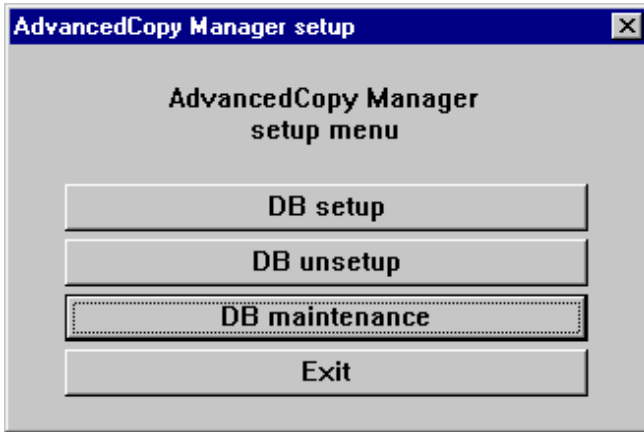 AdvancedCopy Manager setup
AdvancedCopy Manager
setup menu
DB setup
DB unsetup
DB maintenance
Exit